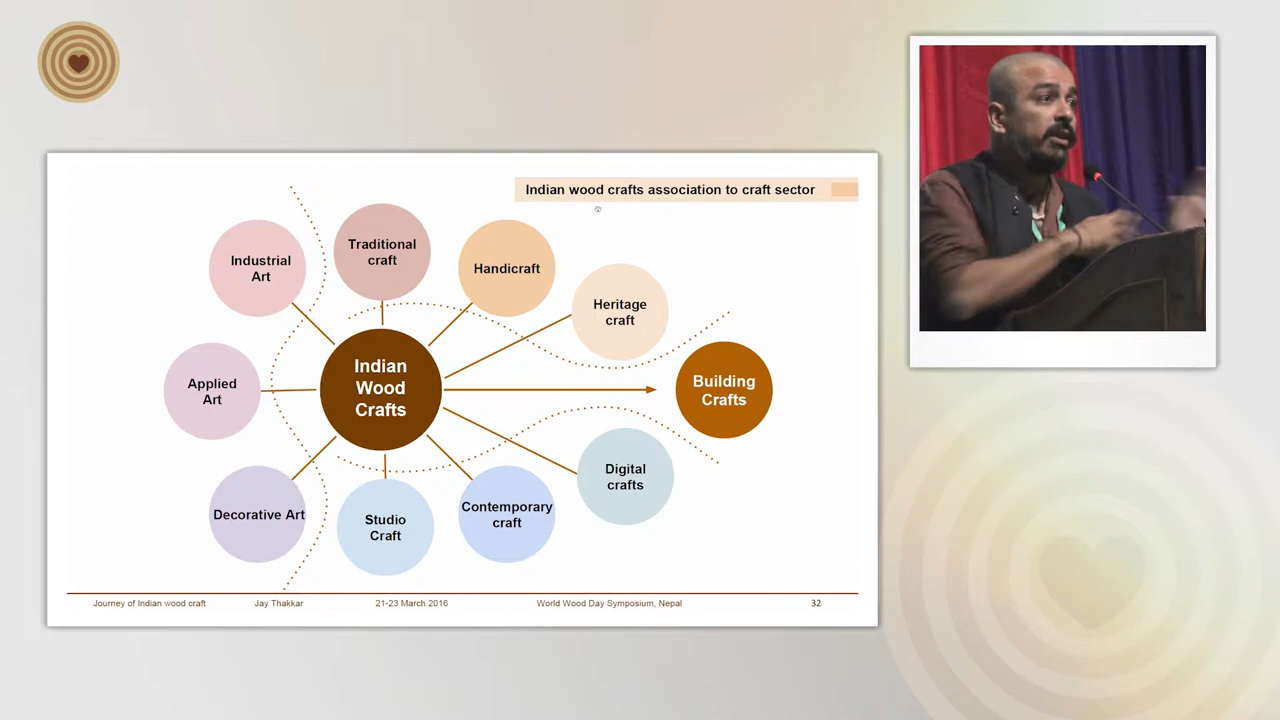 Indian wood crafts association to craft sector
Traditional
craft
Handicraft
Industrial
Art
Heritage
craft
Indian
Wood
Crafts
Building
Crafts
Applied
Art
Digital
crafts
Decorative Art
Studio
Craft
Contemporary
craft
Journey of Indian wood craft Jay Thakkar 21-23 March 2016 World Wood Day Symposium, Nepal 32